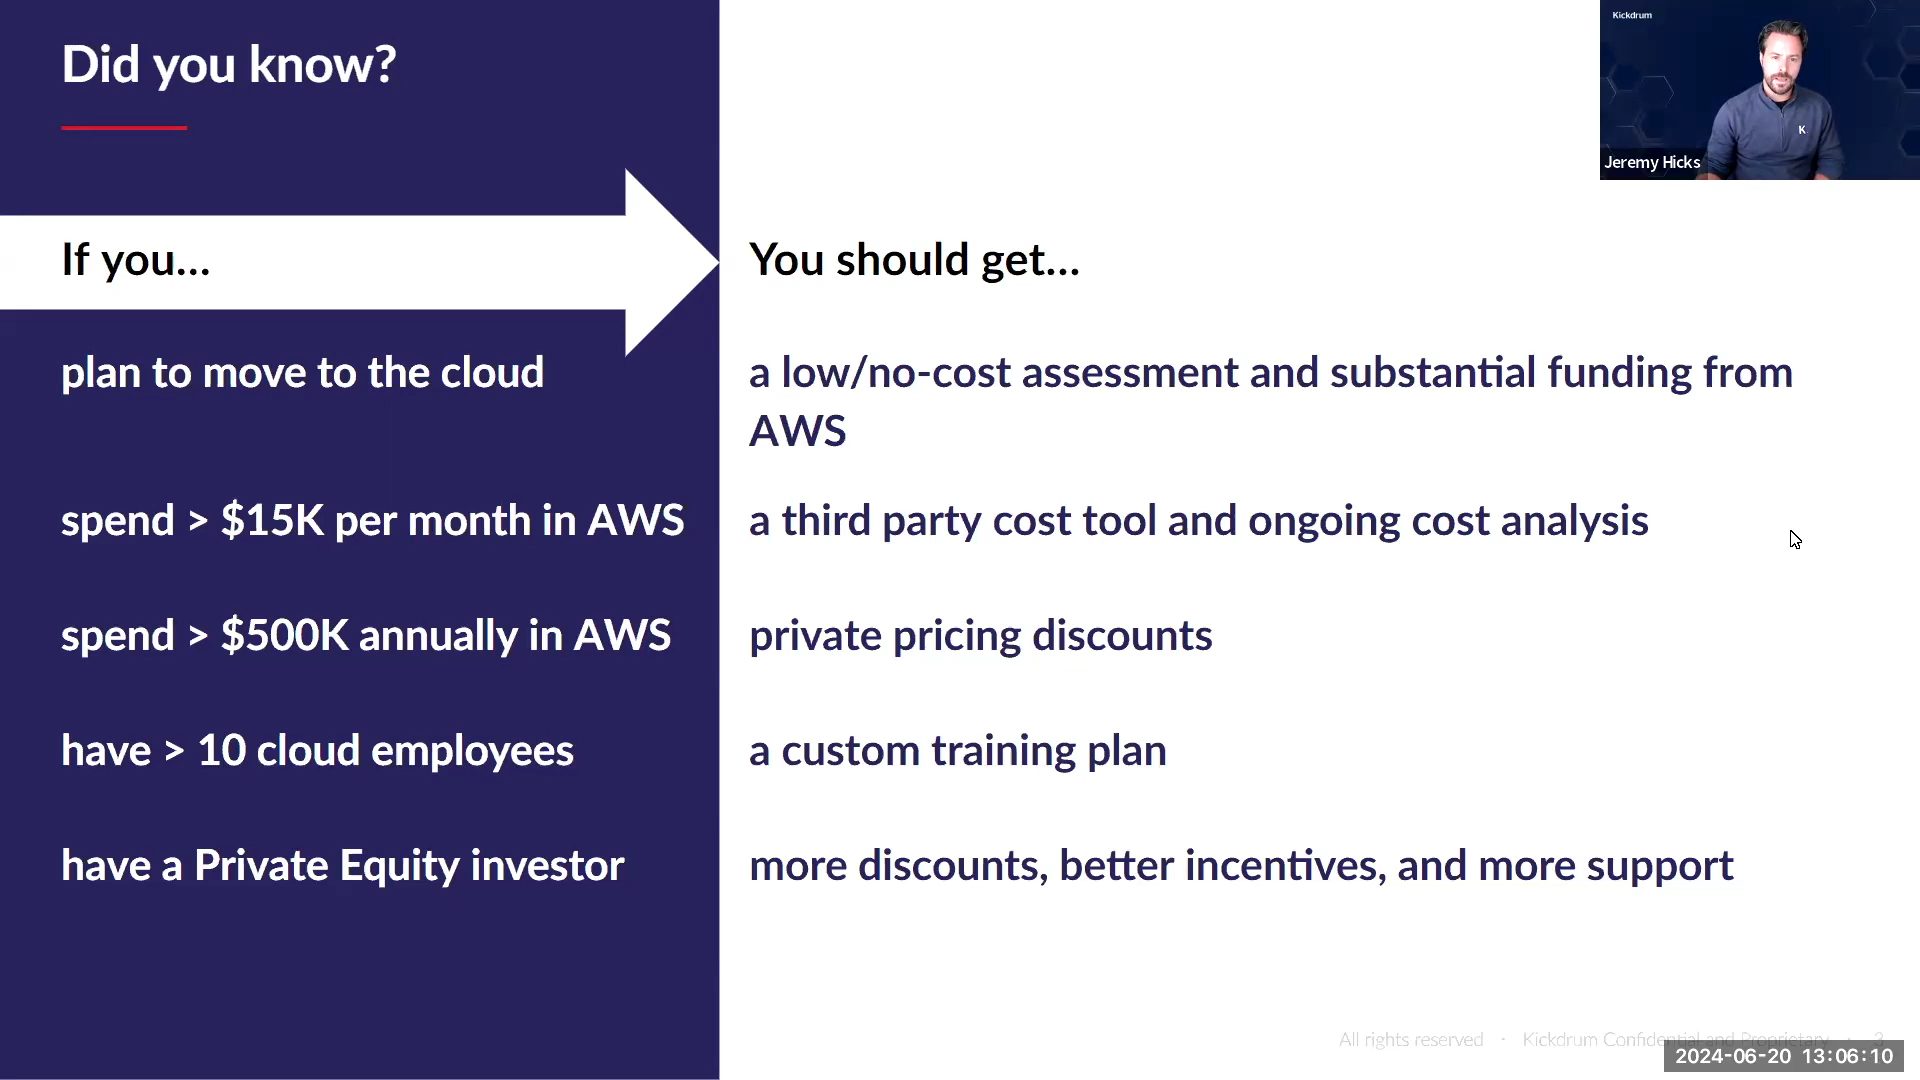 Did you know?
Kickdrum
K
Jeremy Hicks
If you...
You should get...
plan to move to the cloud
a low/no-cost assessment and substantial funding from
AWS
spend > $15K per month in AWS
a third party cost tool and ongoing cost analysis
spend > $500K annually in AWS
private pricing discounts
have > 10 cloud employees
a custom training plan
have a Private Equity investor
more discounts, better incentives, and more support
All rights reserved · Kickdrum Confidential and Proprietary · 3
2024-06-20 13:06:10